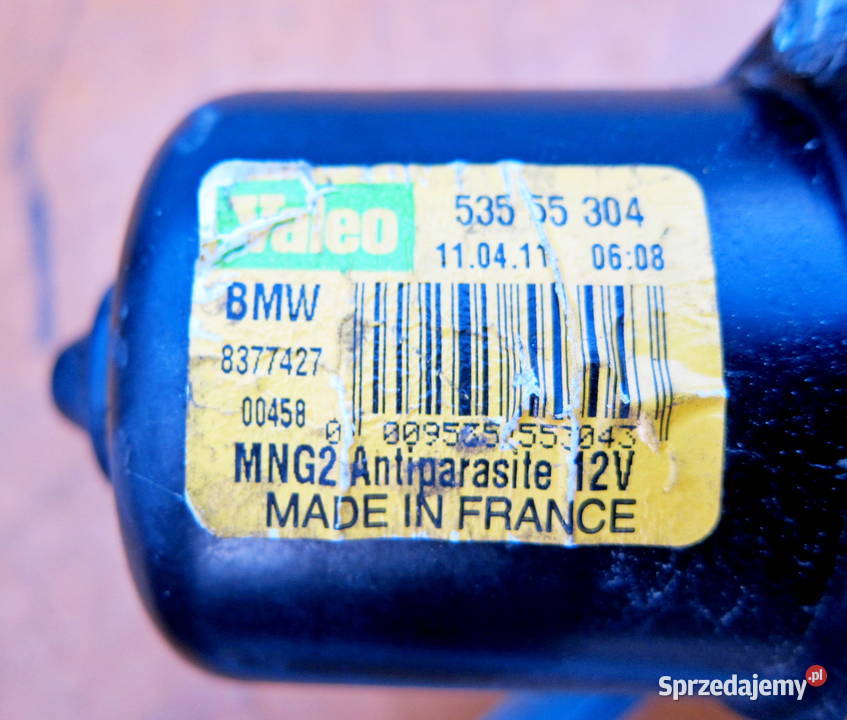 Valeo
535 55 304
11.04.11 06:08
BMW
8377427
00458
MNG2 Antiparasite 12V
MADE IN FRANCE
Sprzedajemy.pl